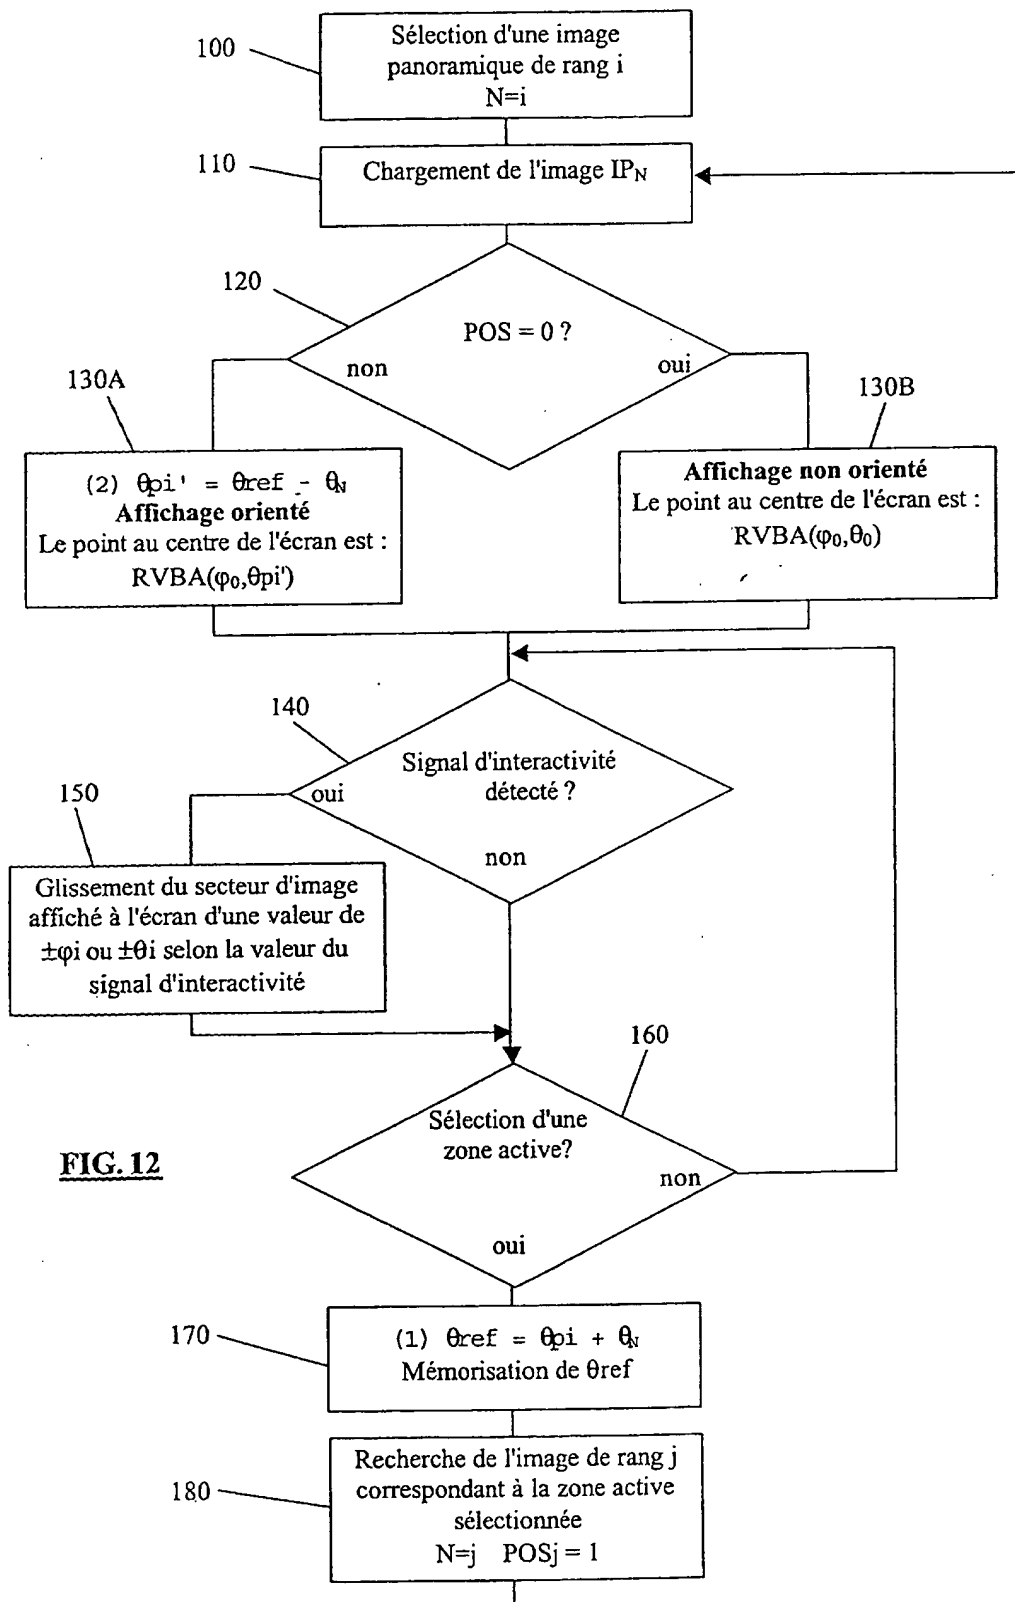 100
Sélection d'une image
panoramique de rang i
N=i
110
Chargement de l'image IP_N
120
POS = 0 ?
non
oui
130A
130B
(2) θpi' = θref - θ_N
Affichage orienté
Le point au centre de l'écran est :
RVBA(φ₀,θpi')
Affichage non orienté
Le point au centre de l'écran est :
RVBA(φ₀,θ₀)
140
Signal d'interactivité
détecté ?
oui
non
150
Glissement du secteur d'image
affiché à l'écran d'une valeur de
±φi ou ±θi selon la valeur du
signal d'interactivité
160
Sélection d'une
zone active?
non
oui
FIG. 12
170
(1) θref = θpi + θ_N
Mémorisation de θref
180
Recherche de l'image de rang j
correspondant à la zone active
sélectionnée
N=j POSj = 1